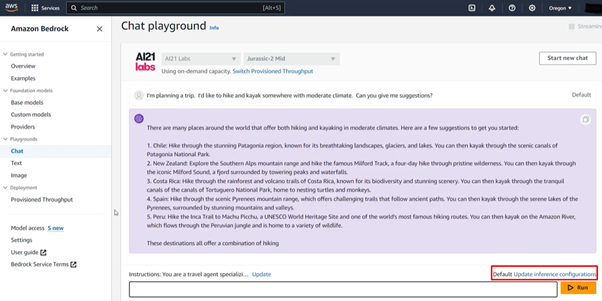 aws
Services
Search
[Alt+S]
Oregon
Amazon Bedrock
Getting started
Overview
Examples
Foundation models
Base models
Custom models
Providers
Playgrounds
Chat
Text
Image
Deployment
Provisioned Throughput
Model access 5 new
Settings
User guide
Bedrock Service Terms
Chat playground Info
AI21 labs
AI21 Labs
Jurassic-2 Mid
Start new chat
Using on-demand capacity. Switch Provisioned Throughput
I'm planning a trip. I'd like to hike and kayak somewhere with moderate climate. Can you give me suggestions?
Default
There are many places around the world that offer both hiking and kayaking in moderate climates. Here are a few suggestions to get you started:
1. Chile: Hike through the stunning Patagonia region, known for its breathtaking landscapes, glaciers, and lakes. You can then kayak through the scenic canals of
Patagonia National Park.
2. New Zealand: Explore the Southern Alps mountain range and hike the famous Milford Track, a four-day hike through pristine wilderness. You can then kayak through
the iconic Milford Sound, a fjord surrounded by towering peaks and waterfalls.
3. Costa Rica: Hike through the rainforest and volcano trails of Costa Rica, known for its biodiversity and stunning scenery. You can then kayak through the tranquil
canals of the canals of Tortuguero National Park, home to nesting turtles and monkeys.
4. Spain: Hike through the scenic Pyrenees mountain range, which offers challenging trails that follow ancient paths. You can then kayak through the serene lakes of the
Pyrenees, surrounded by stunning mountains and valleys.
5. Peru: Hike the Inca Trail to Machu Picchu, a UNESCO World Heritage Site and one of the world's most famous hiking routes. You can then kayak on the Amazon River,
which flows through the Peruvian jungle and is home to a variety of wildlife.
These destinations all offer a combination of hiking
Instructions: You are a travel agent specializi... Update
Default Update inference configurations
Run